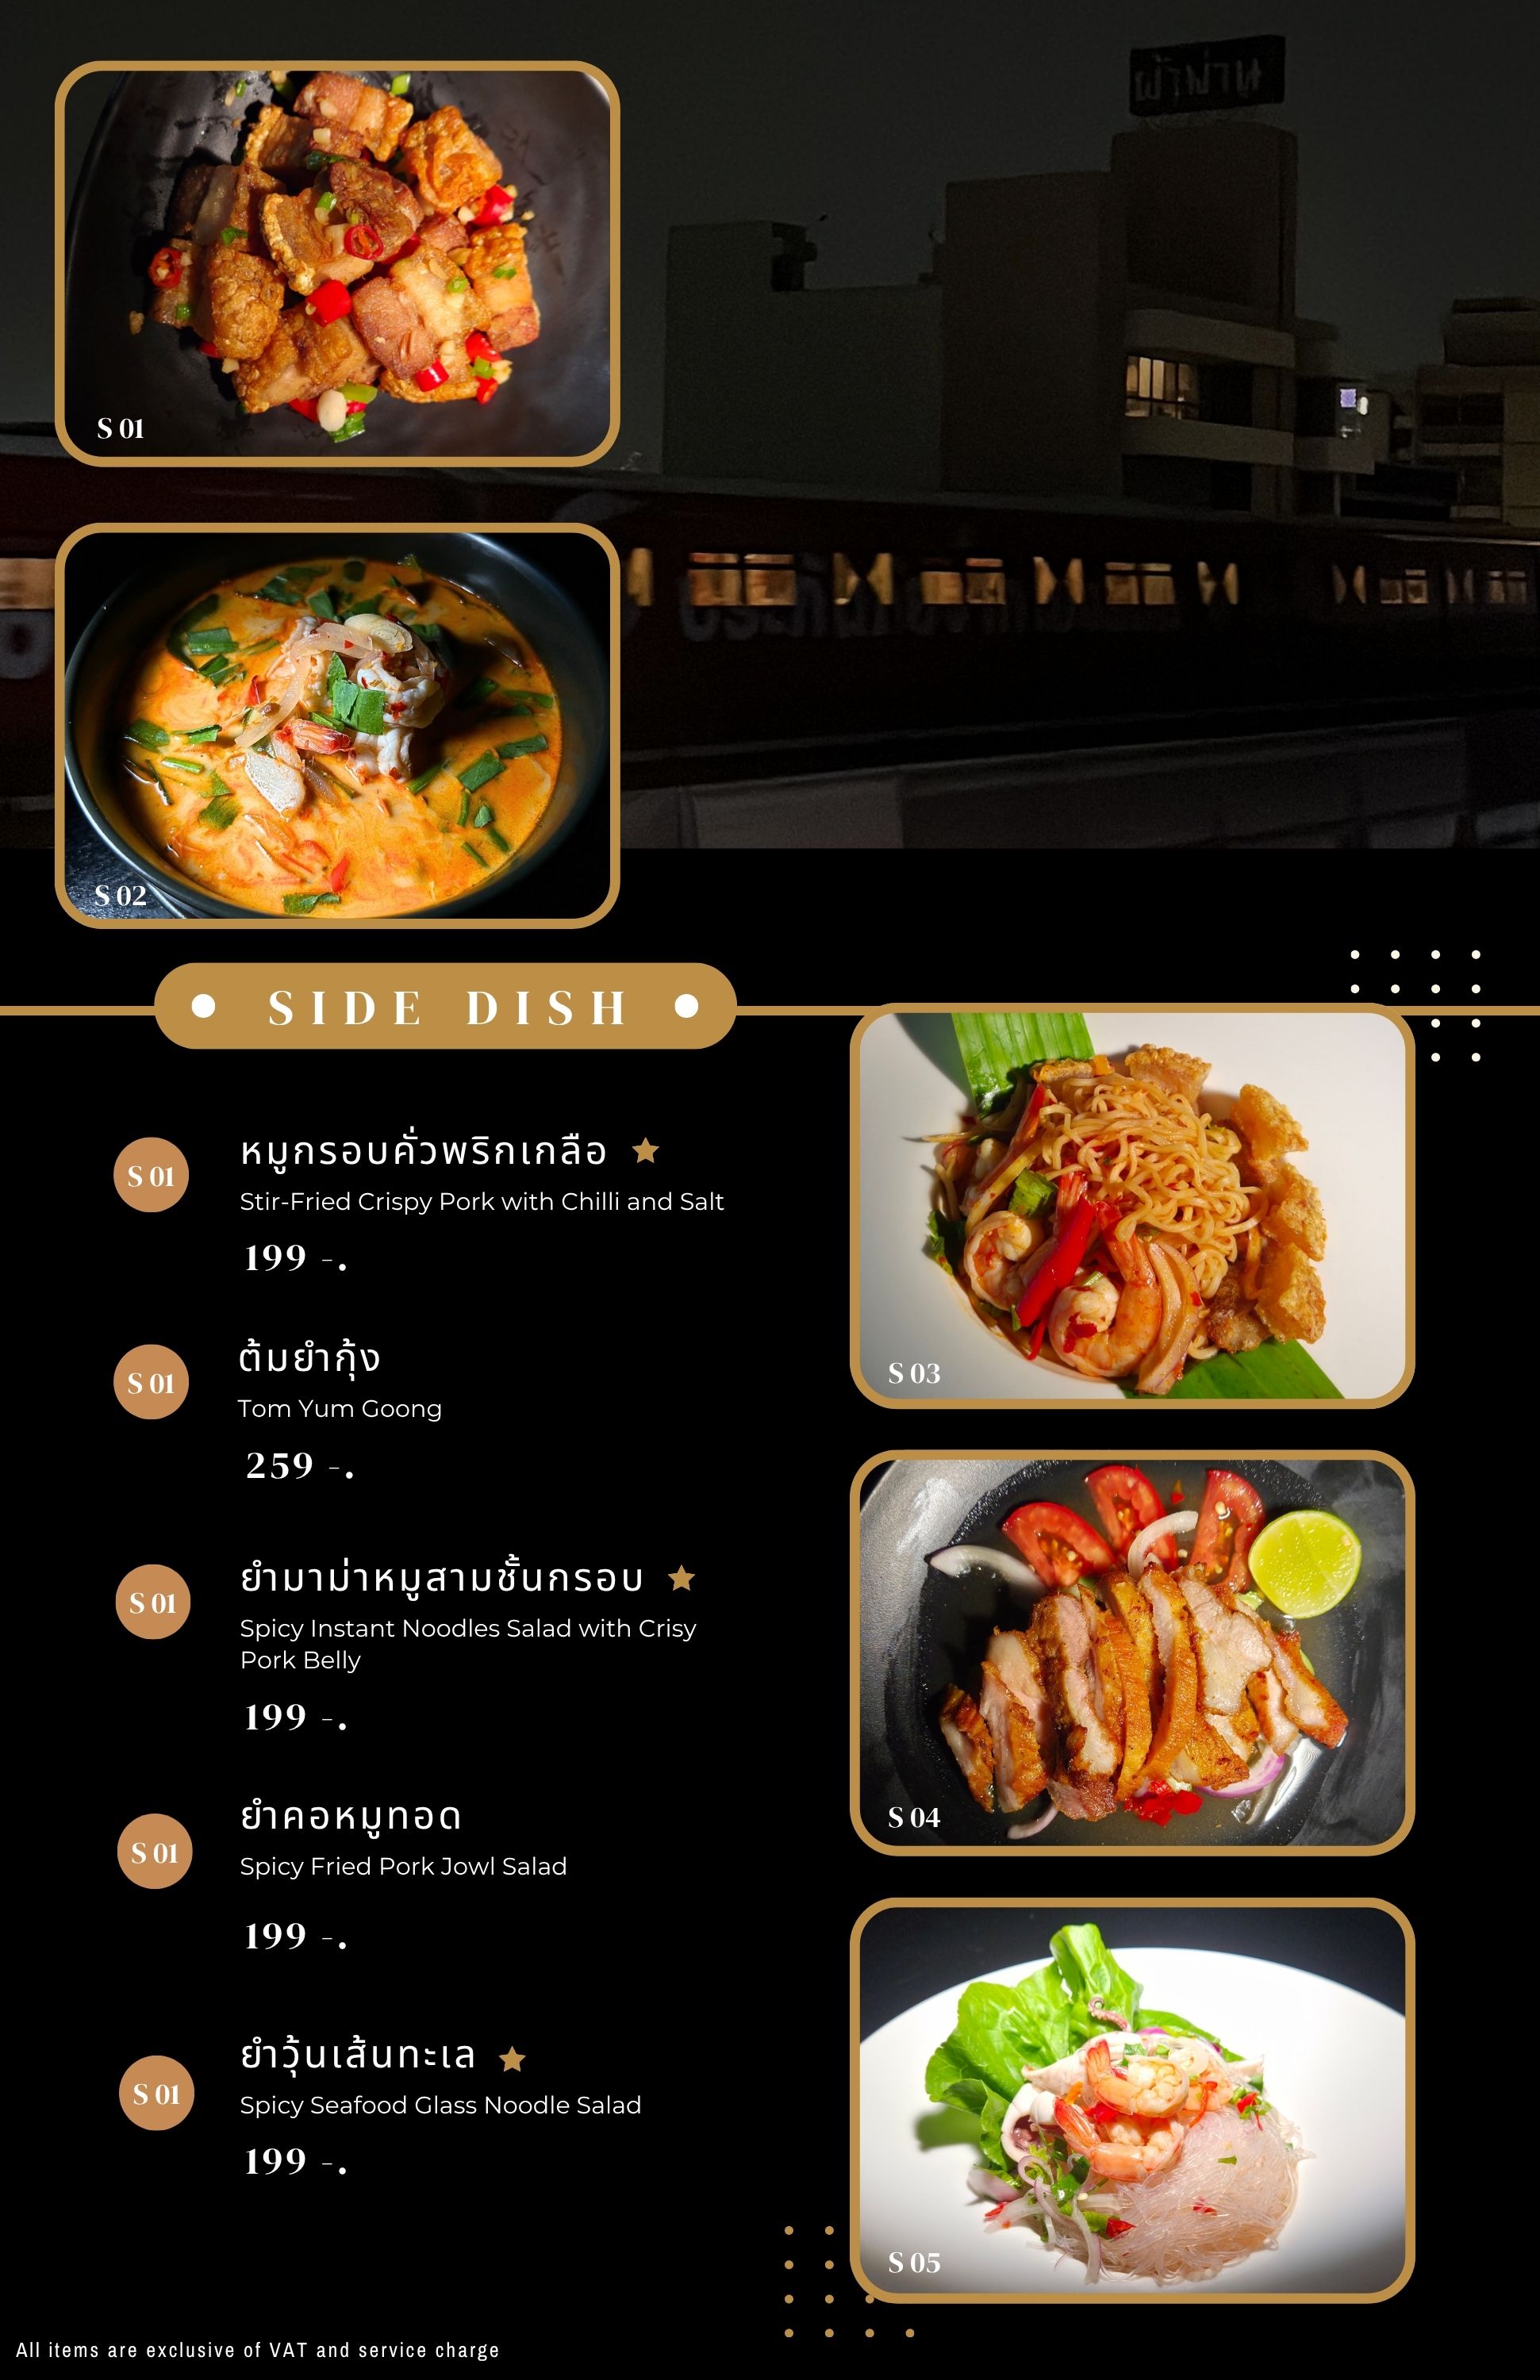 ผ้าม่าน
S 01
S 02
SIDE DISH
S 01
หมูกรอบคั่วพริกเกลือ
Stir-Fried Crispy Pork with Chilli and Salt
199 -.
S 01
ต้มยำกุ้ง
Tom Yum Goong
259 -.
S 01
ยำมาม่าหมูสามชั้นกรอบ
Spicy Instant Noodles Salad with Crisy
Pork Belly
199 -.
S 01
ยำคอหมูทอด
Spicy Fried Pork Jowl Salad
199 -.
S 01
ยำวุ้นเส้นทะเล
Spicy Seafood Glass Noodle Salad
199 -.
S 03
S 04
S 05
All items are exclusive of VAT and service charge